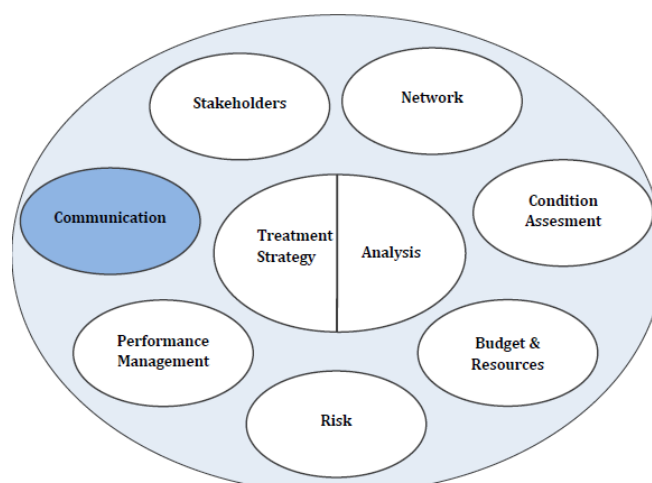 Stakeholders
Network
Communication
Condition
Assesment
Treatment
Strategy
Analysis
Performance
Management
Budget &
Resources
Risk